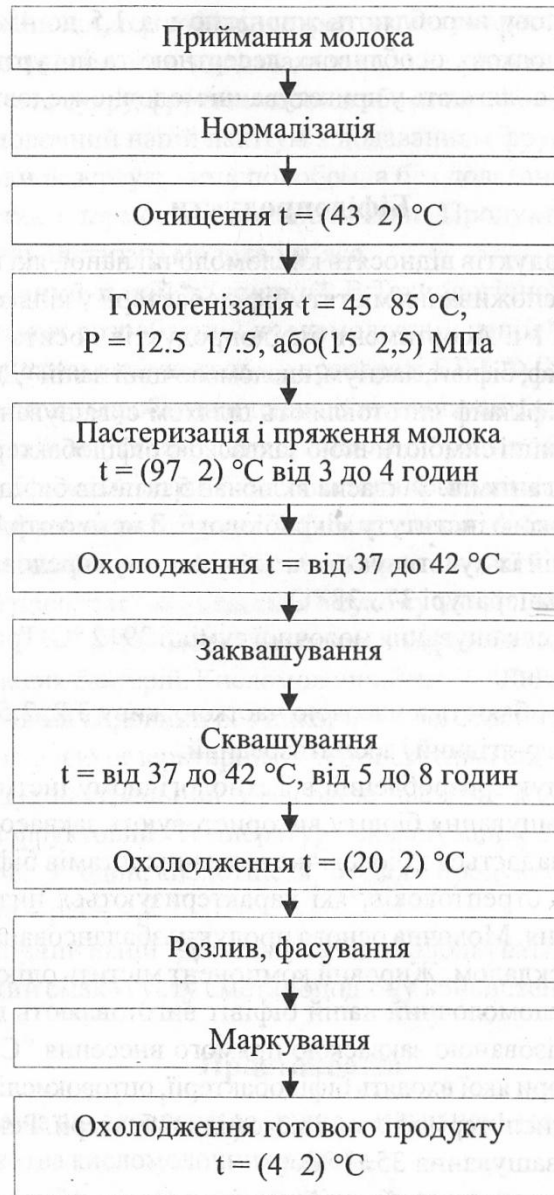 Приймання молока
Нормалізація
Очищення t = (43 2) °С
Гомогенізація t = 45 85 °С,
Р = 12.5 17,5, або(15 2,5) МПа
Пастеризація і пряження молока
t = (97 2) °С від 3 до 4 годин
Охолодження t = від 37 до 42 °С
Заквашування
Сквашування
t = від 37 до 42 °С, від 5 до 8 годин
Охолодження t = (20 2) °С
Розлив, фасування
Маркування
Охолодження готового продукту
t = (4 2) °С